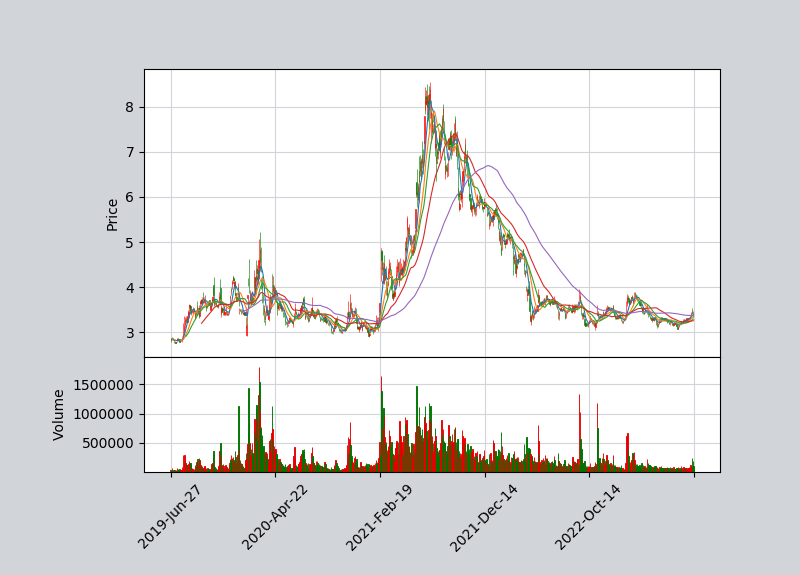 8
7
6
5
4
3
Price
1500000
1000000
500000
Volume
2019-Jun-27
2020-Apr-22
2021-Feb-19
2021-Dec-14
2022-Oct-14